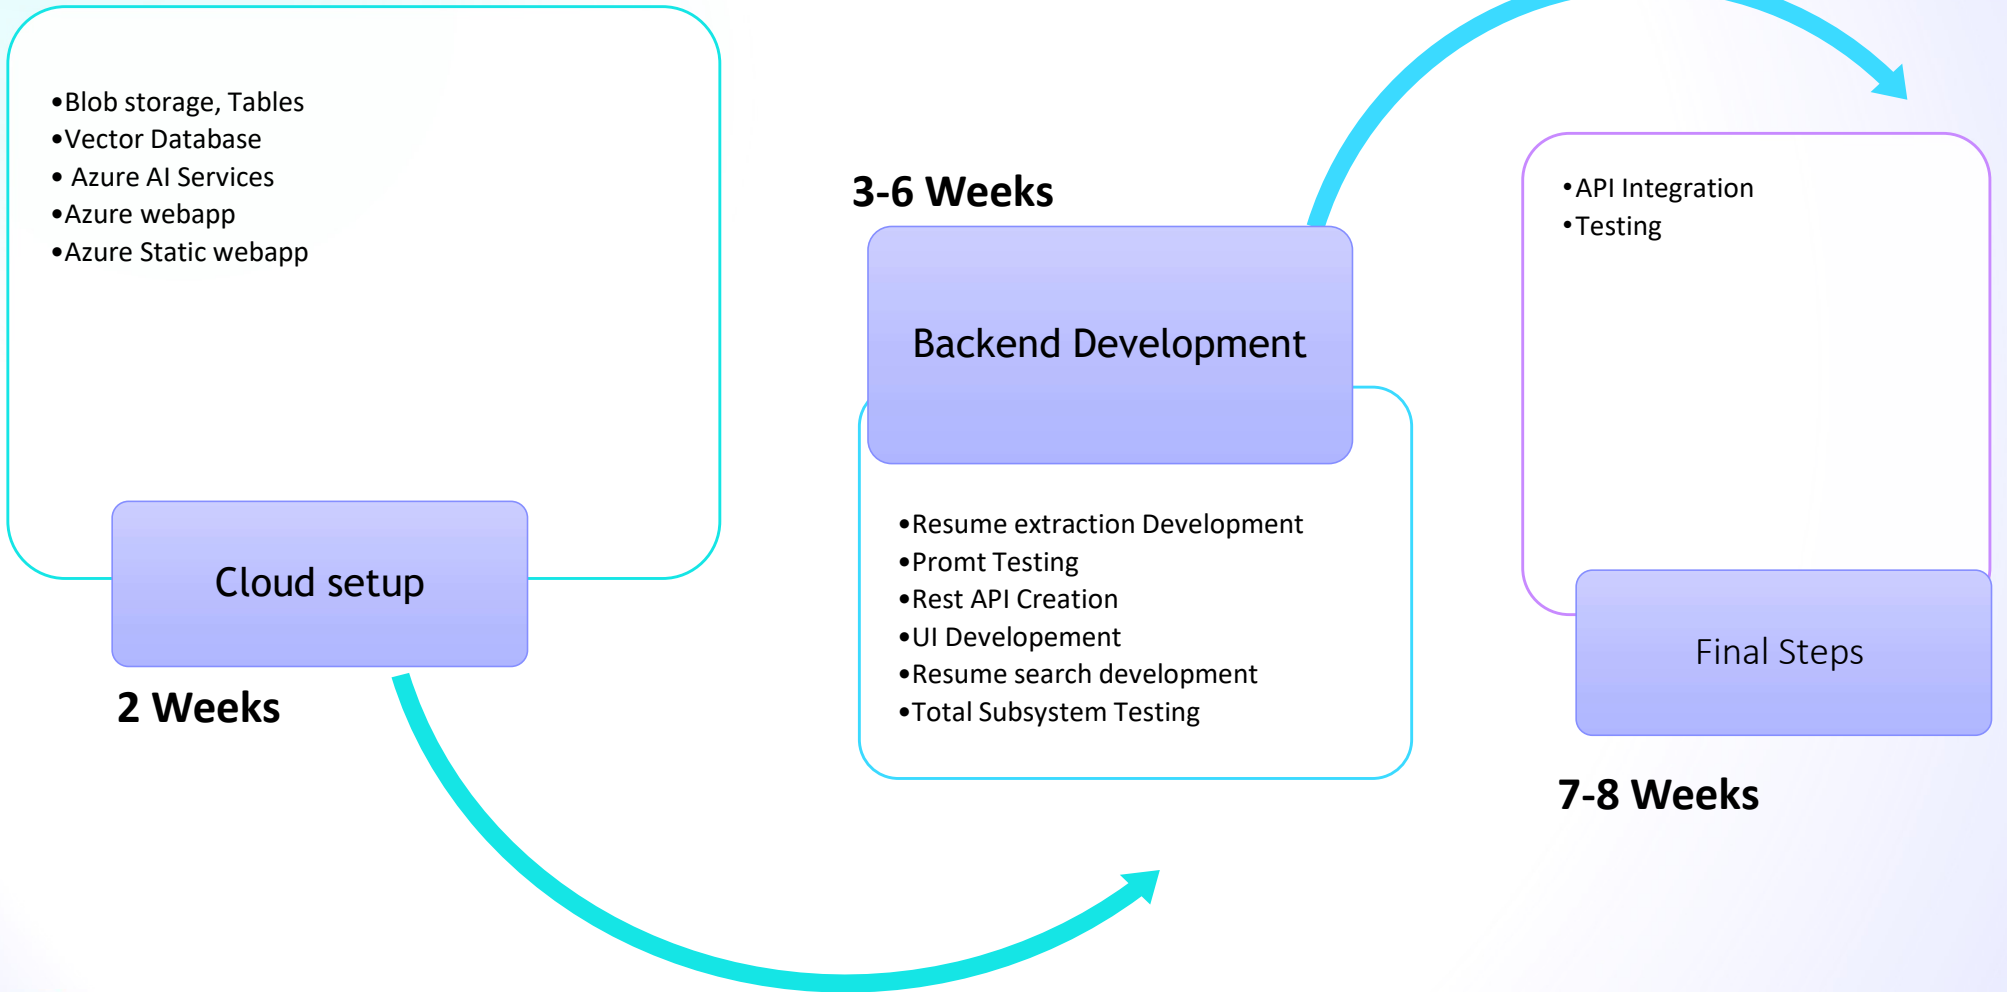 •Blob storage, Tables
•Vector Database
• Azure AI Services
•Azure webapp
•Azure Static webapp
Cloud setup
2 Weeks
3-6 Weeks
Backend Development
•Resume extraction Development
•Promt Testing
•Rest API Creation
•UI Developement
•Resume search development
•Total Subsystem Testing
•API Integration
•Testing
Final Steps
7-8 Weeks